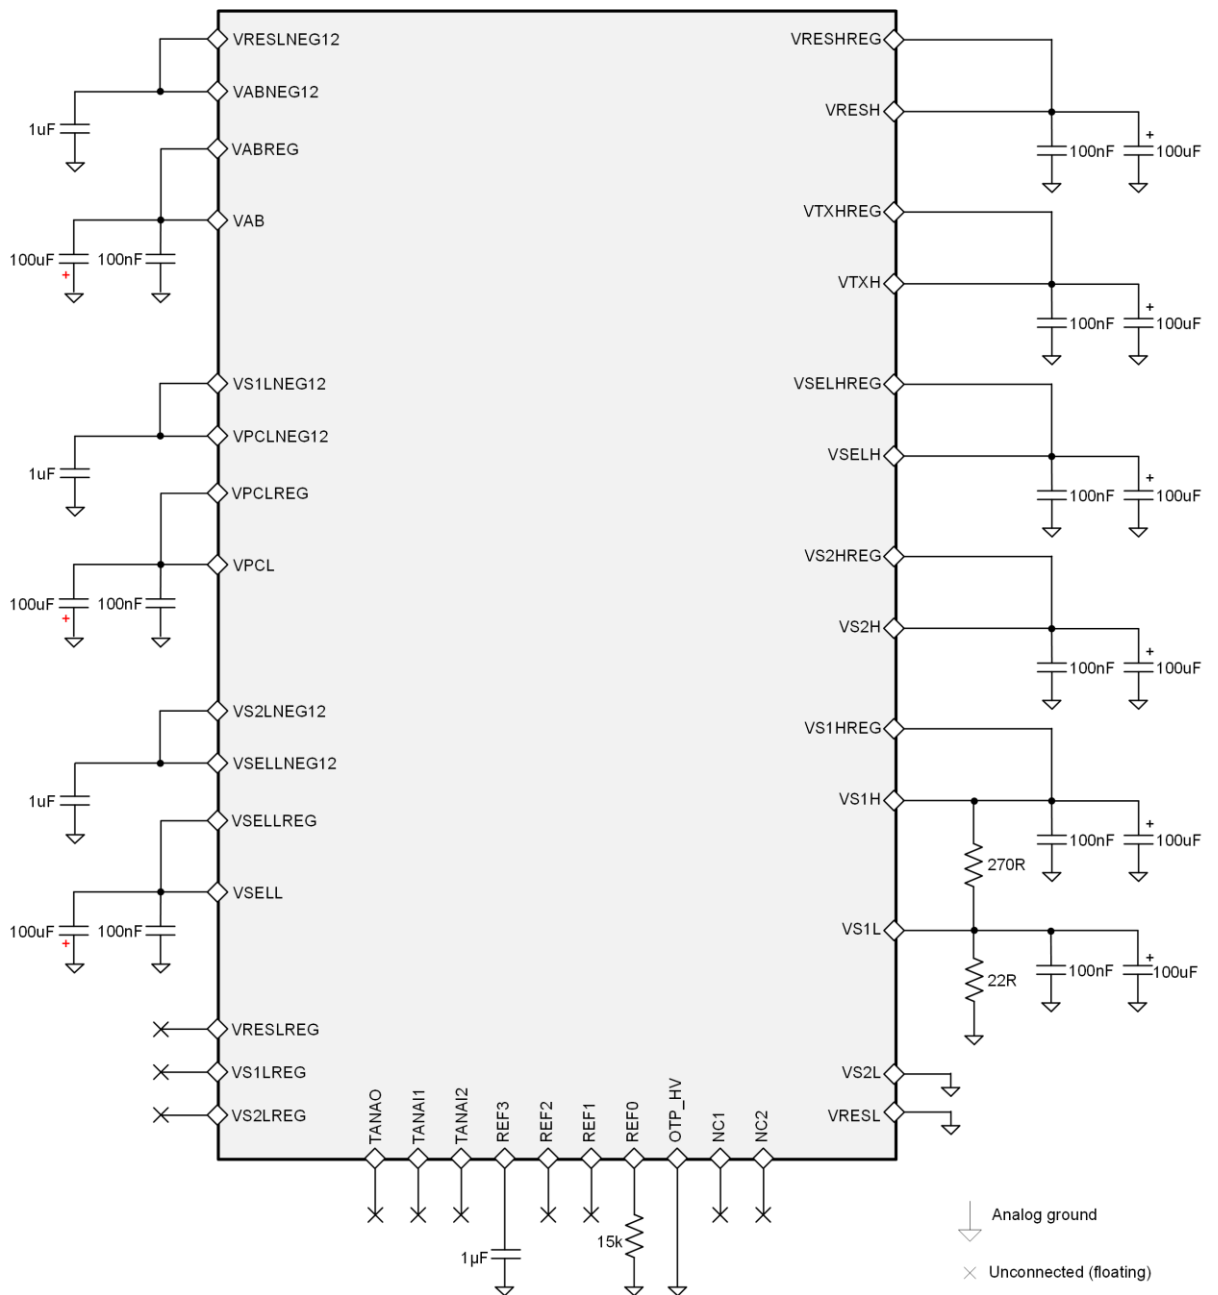 VRESLNEG12
VRESHREG
VABNEG12
VRESH
1uF
VABREG
100nF
+
100uF
VAB
VTXHREG
100uF
+
100nF
VTXH
100nF
+
100uF
VS1LNEG12
VSELHREG
VPCLNEG12
VSELH
1uF
VPCLREG
100nF
+
100uF
VPCL
VS2HREG
100uF
+
100nF
VS2H
100nF
+
100uF
VS2LNEG12
VS1HREG
VSELLNEG12
VS1H
1uF
VSELLREG
270R
100nF
+
100uF
VSELL
VS1L
100uF
+
100nF
22R
100nF
+
100uF
VRESLREG
VS1LREG
VS2L
VS2LREG
VRESL
TANAO
TANAI1
TANAI2
REF3
REF2
REF1
REF0
OTP_HV
NC1
NC2
1µF
15k
Analog ground
Unconnected (floating)